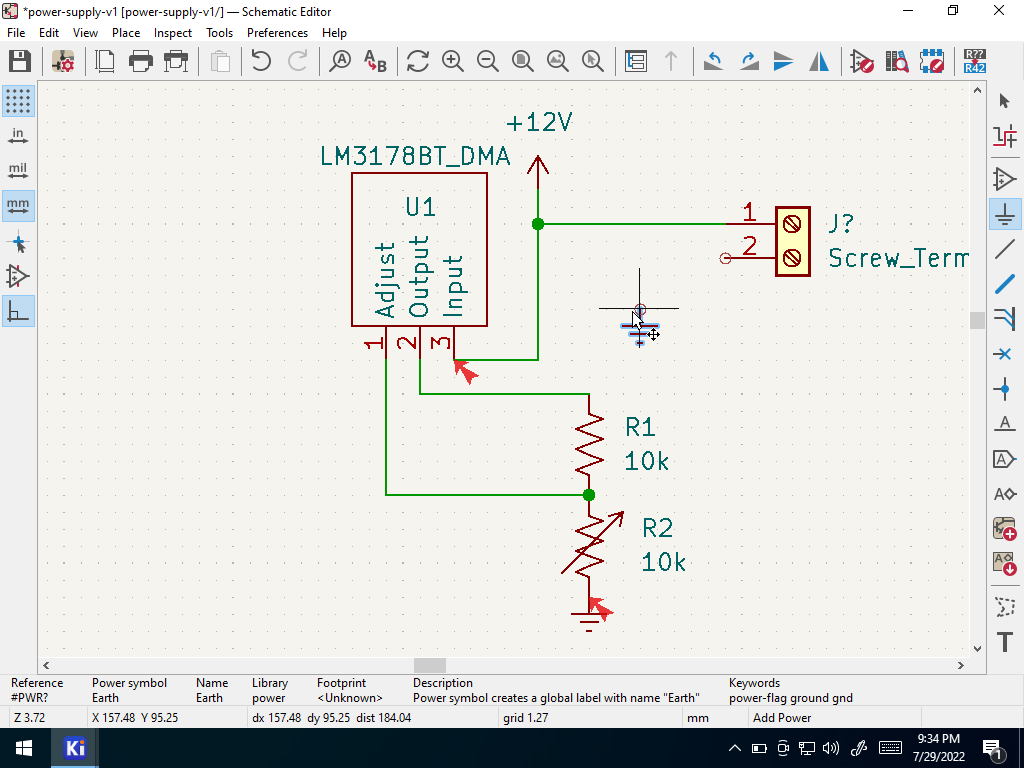 *power-supply-v1 [power-supply-v1/] — Schematic Editor
File Edit View Place Inspect Tools Preferences Help
A
A
B
R??
R42
in
mil
mm
+12V
LM3178BT_DMA
U1
Adjust
Output
Input
1
2
3
1
2
J?
Screw_Term
R1
10k
R2
10k
A
A
A
A
T
Reference Power symbol Name Library Footprint Description Keywords
#PWR? Earth Earth power <Unknown> Power symbol creates a global label with name "Earth" power-flag ground gnd
Z 3.72 X 157.48 Y 95.25 dx 157.48 dy 95.25 dist 184.04 grid 1.27 mm Add Power
Ki
9:34 PM
7/29/2022
1